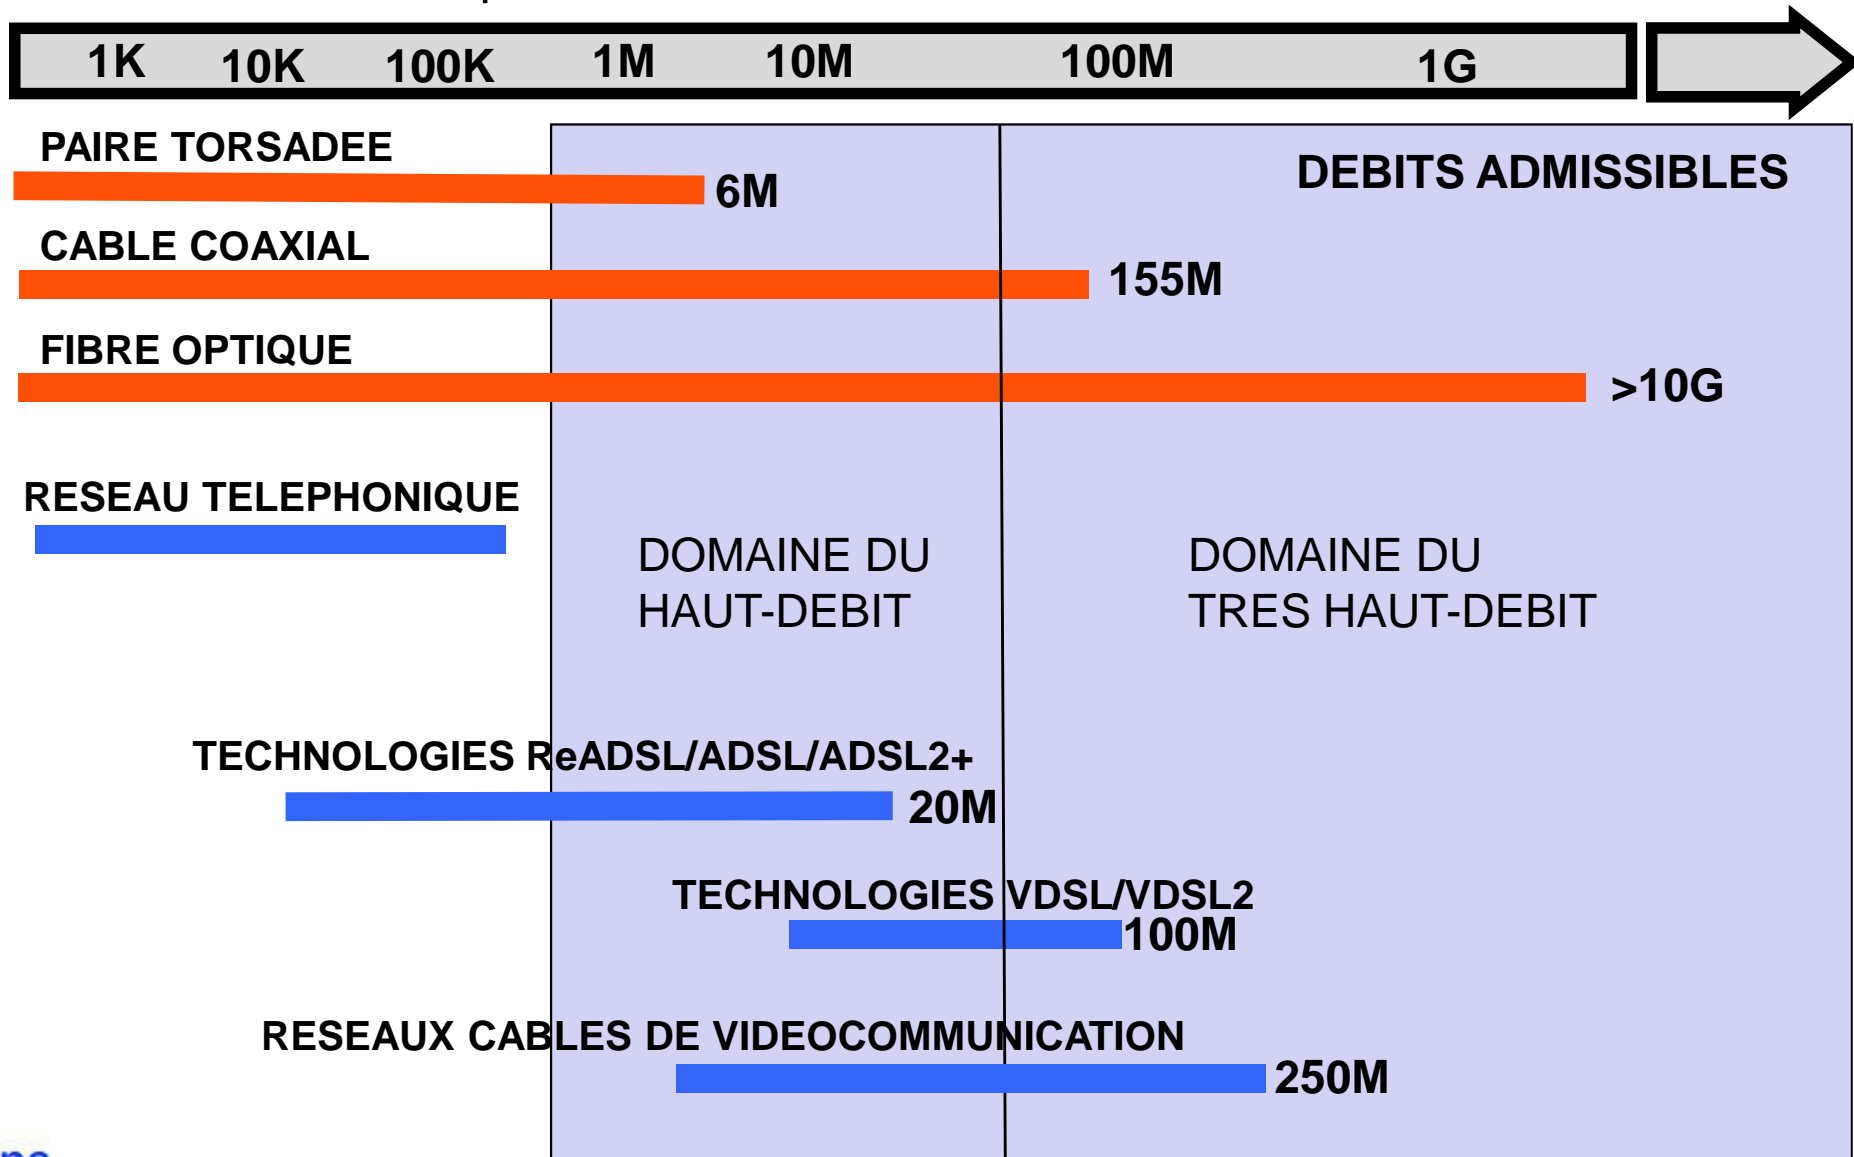 1K 10K 100K 1M 10M 100M 1G
PAIRE TORSADEE
6M
DEBITS ADMISSIBLES
CABLE COAXIAL
155M
FIBRE OPTIQUE
>10G
RESEAU TELEPHONIQUE
DOMAINE DU
HAUT-DEBIT
DOMAINE DU
TRES HAUT-DEBIT
TECHNOLOGIES ReADSL/ADSL/ADSL2+
20M
TECHNOLOGIES VDSL/VDSL2
100M
RESEAUX CABLES DE VIDEOCOMMUNICATION
250M